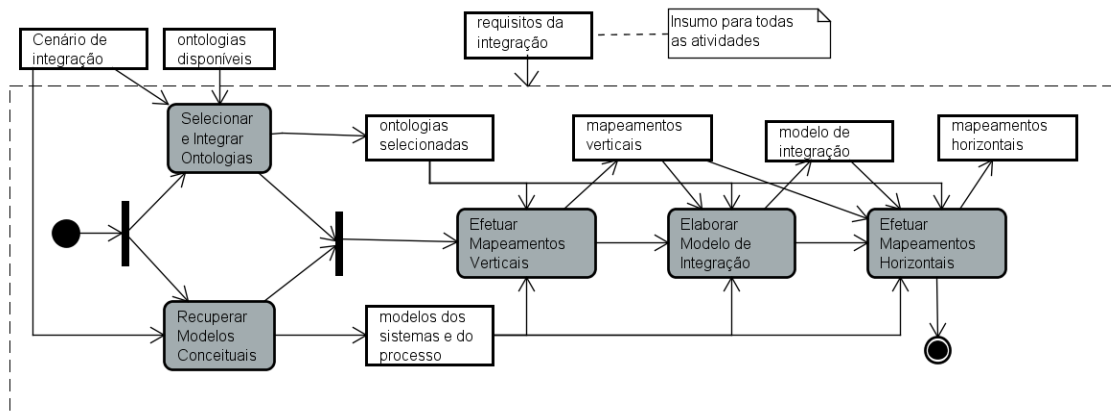 Cenário de
integração
ontologias
disponíveis
requisitos da
integração
Insumo para todas
as atividades
Selecionar
e Integrar
Ontologias
ontologias
selecionadas
mapeamentos
verticais
modelo de
integração
mapeamentos
horizontais
Efetuar
Mapeamentos
Verticais
Elaborar
Modelo de
Integração
Efetuar
Mapeamentos
Horizontais
Recuperar
Modelos
Conceituais
modelos dos
sistemas e do
processo